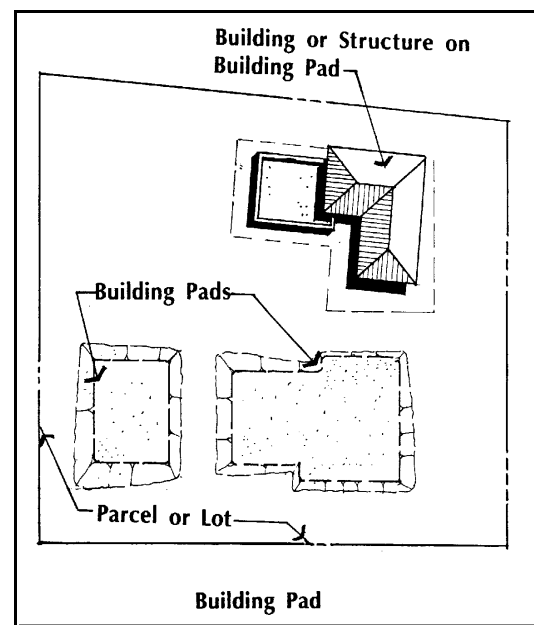 Building or Structure on
Building Pad
Building Pads
Parcel or Lot
Building Pad